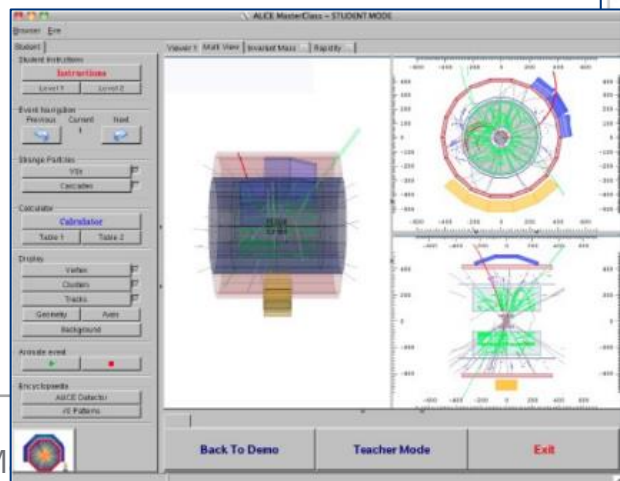 ALICE MasterClass - STUDENT MODE
Browser Eve
Student
Viewer 1 Multi View Invariant Mass Rapidity
Student Instructions
Instructions
Level 1 Level 2
Event Navigation
Previous Current Next
Strange Particles
V0s
Cascades
Calculator
Calculator
Table 1 Table 2
Display
Vertex
Clusters
Tracks
Geometry Axes
Background
Animate event
Encyclopaedia
ALICE Detector
V0 Patterns
Back To Demo Teacher Mode Exit
M